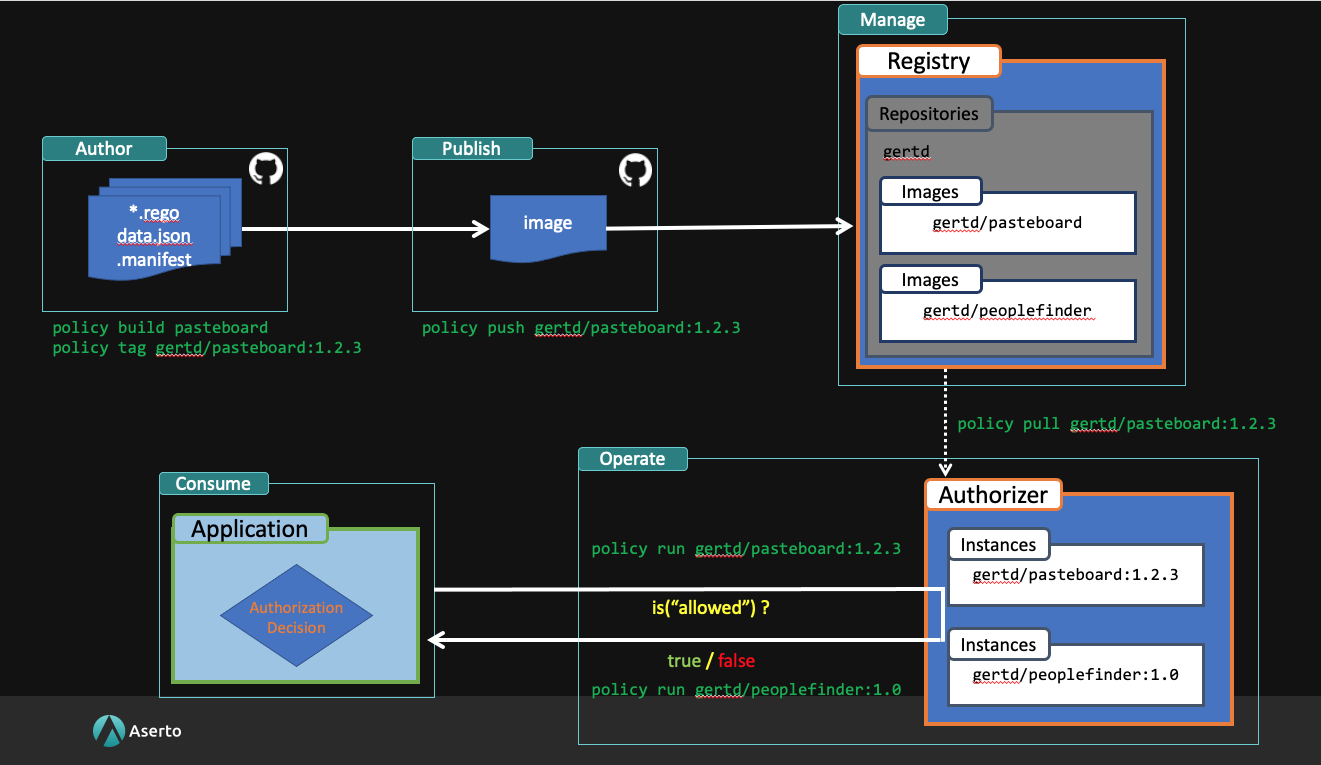 Manage
Registry
Repositories
gertd
Images
gertd/pasteboard
Images
gertd/peoplefinder
Author
*.rego
data.json
.manifest
policy build pasteboard
policy tag gertd/pasteboard:1.2.3
Publish
image
policy push gertd/pasteboard:1.2.3
policy pull gertd/pasteboard:1.2.3
Operate
Authorizer
Instances
gertd/pasteboard:1.2.3
Instances
gertd/peoplefinder:1.0
policy run gertd/pasteboard:1.2.3
is(“allowed”) ?
true / false
policy run gertd/peoplefinder:1.0
Consume
Application
Authorization
Decision
Aserto